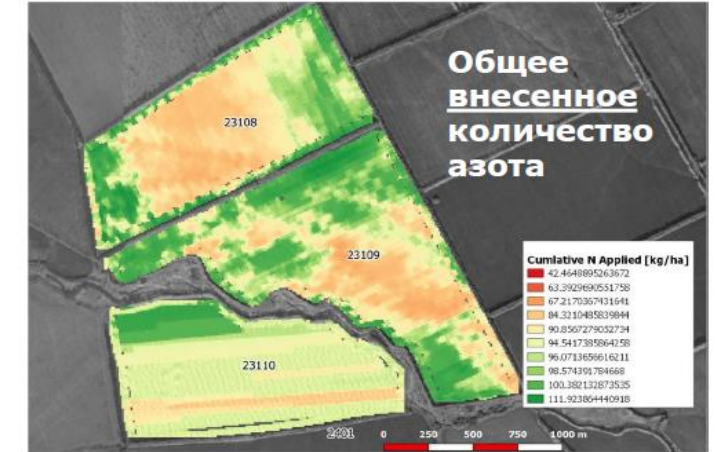 Общее
внесенное
количество
азота
23108
23109
23110
2401
Cumlative N Applied [kg/ha]
42.4648895263672
63.3929690551758
67.2170367431641
84.3210485839844
90.8567279052734
94.5417385864258
96.0713656616211
98.574391784668
100.382132873535
111.923864440918
0 250 500 750 1000 m